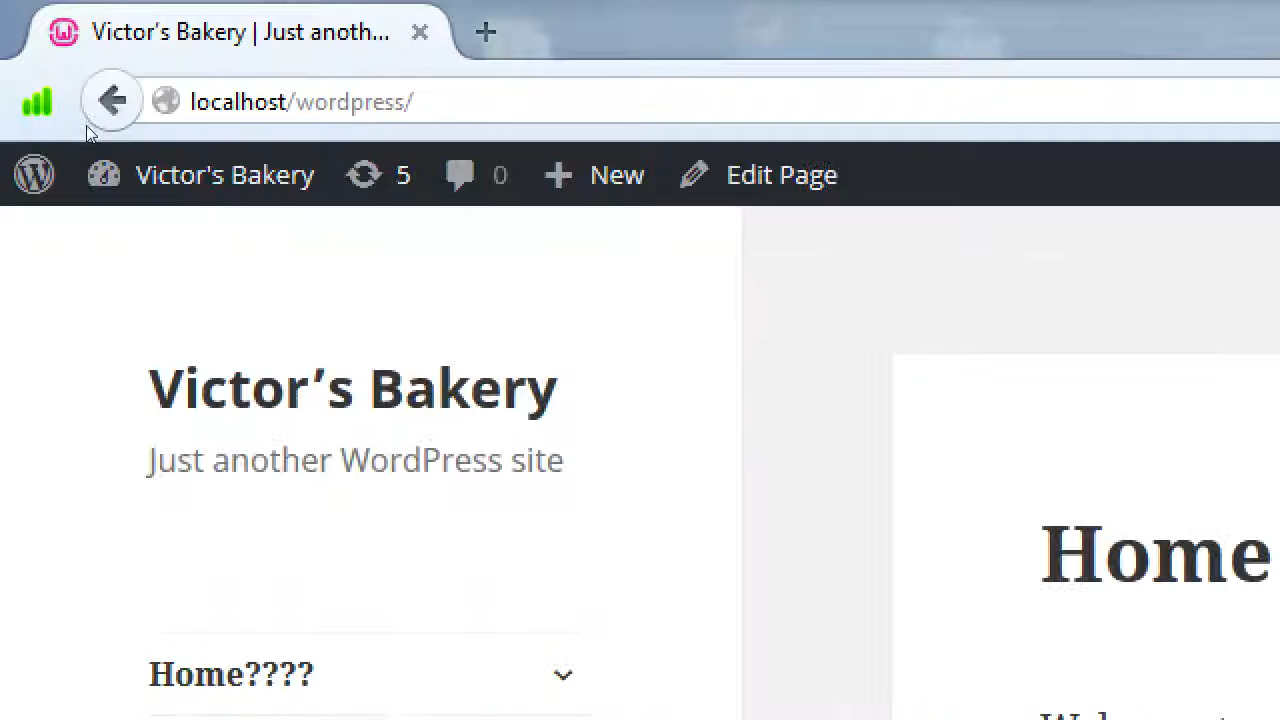 Victor's Bakery | Just anoth...
localhost/wordpress/
Victor's Bakery 5 0 New Edit Page
Victor's Bakery
Just another WordPress site
Home
Home????